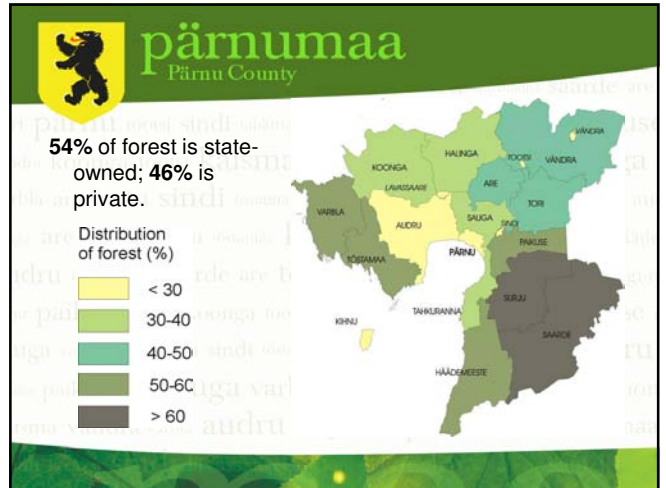 pärnumaa
Pärnu County
54% of forest is state-
owned; 46% is
private.
Distribution
of forest (%)
< 30
30-40
40-50
50-60
> 60
VÄNDRA
HALINGA
TOOTSI
VÄNDRA
KOONGA
LAVASSAARE
ARE
TORI
VARBLA
AUDRU
SAUGA
SINDI
PÄRNU
PAIKUSE
TÕSTAMAA
TAHKURANNA
SURJU
KIHNU
SAARDE
HÄÄDEMEESTE